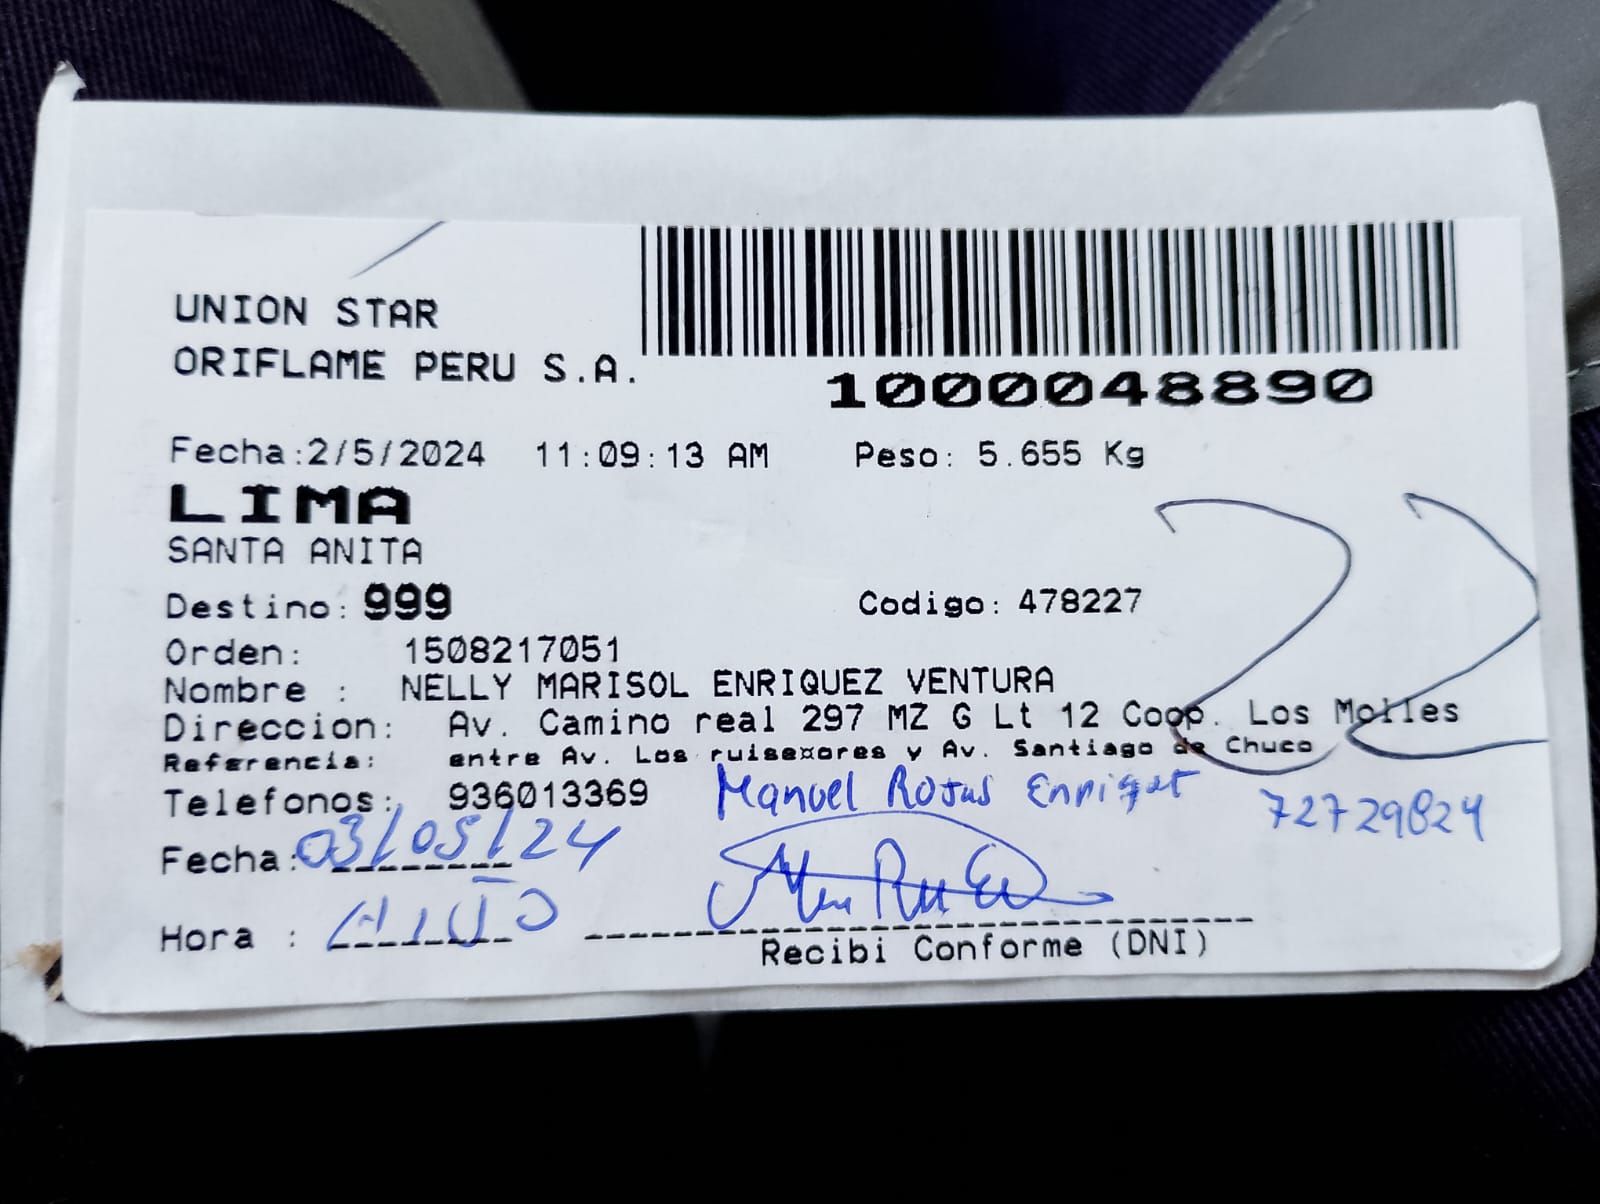 UNION STAR
ORIFLAME PERU S.A.
1000048890
Fecha:2/5/2024 11:09:13 AM Peso: 5.655 Kg
LIMA
SANTA ANITA
22
Destino: 999 Codigo: 478227
Orden: 1508217051
Nombre : NELLY MARISOL ENRIQUEZ VENTURA
Direccion: Av. Camino real 297 MZ G Lt 12 Coop. Los Molles
Referencia: entre Av. Los ruisexores y Av. Santiago de Chuco
Telefonos: 936013369 Manuel Rojas
Fecha: 03/05/24 72729824
Hora :
Recibi Conforme (DNI)